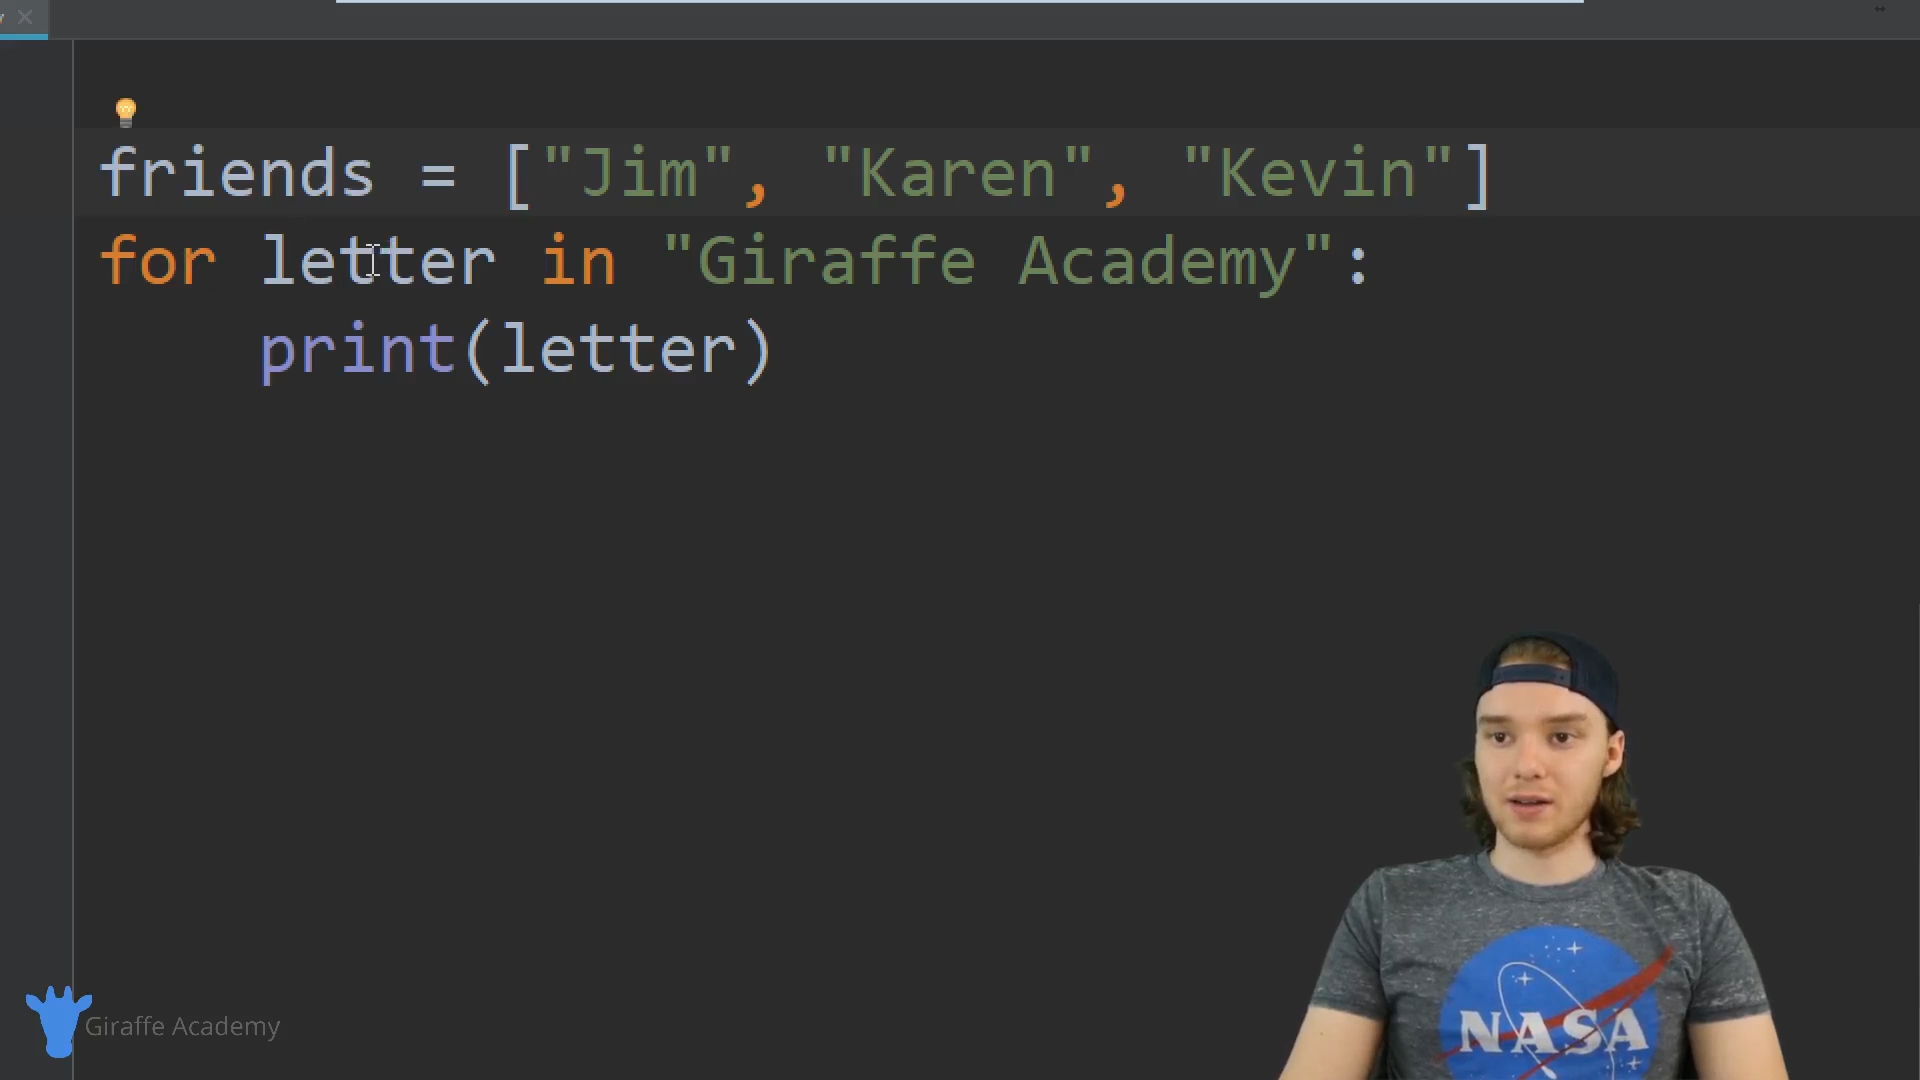 friends = ["Jim", "Karen", "Kevin"]
for letter in "Giraffe Academy":
    print(letter)
NASA
Giraffe Academy